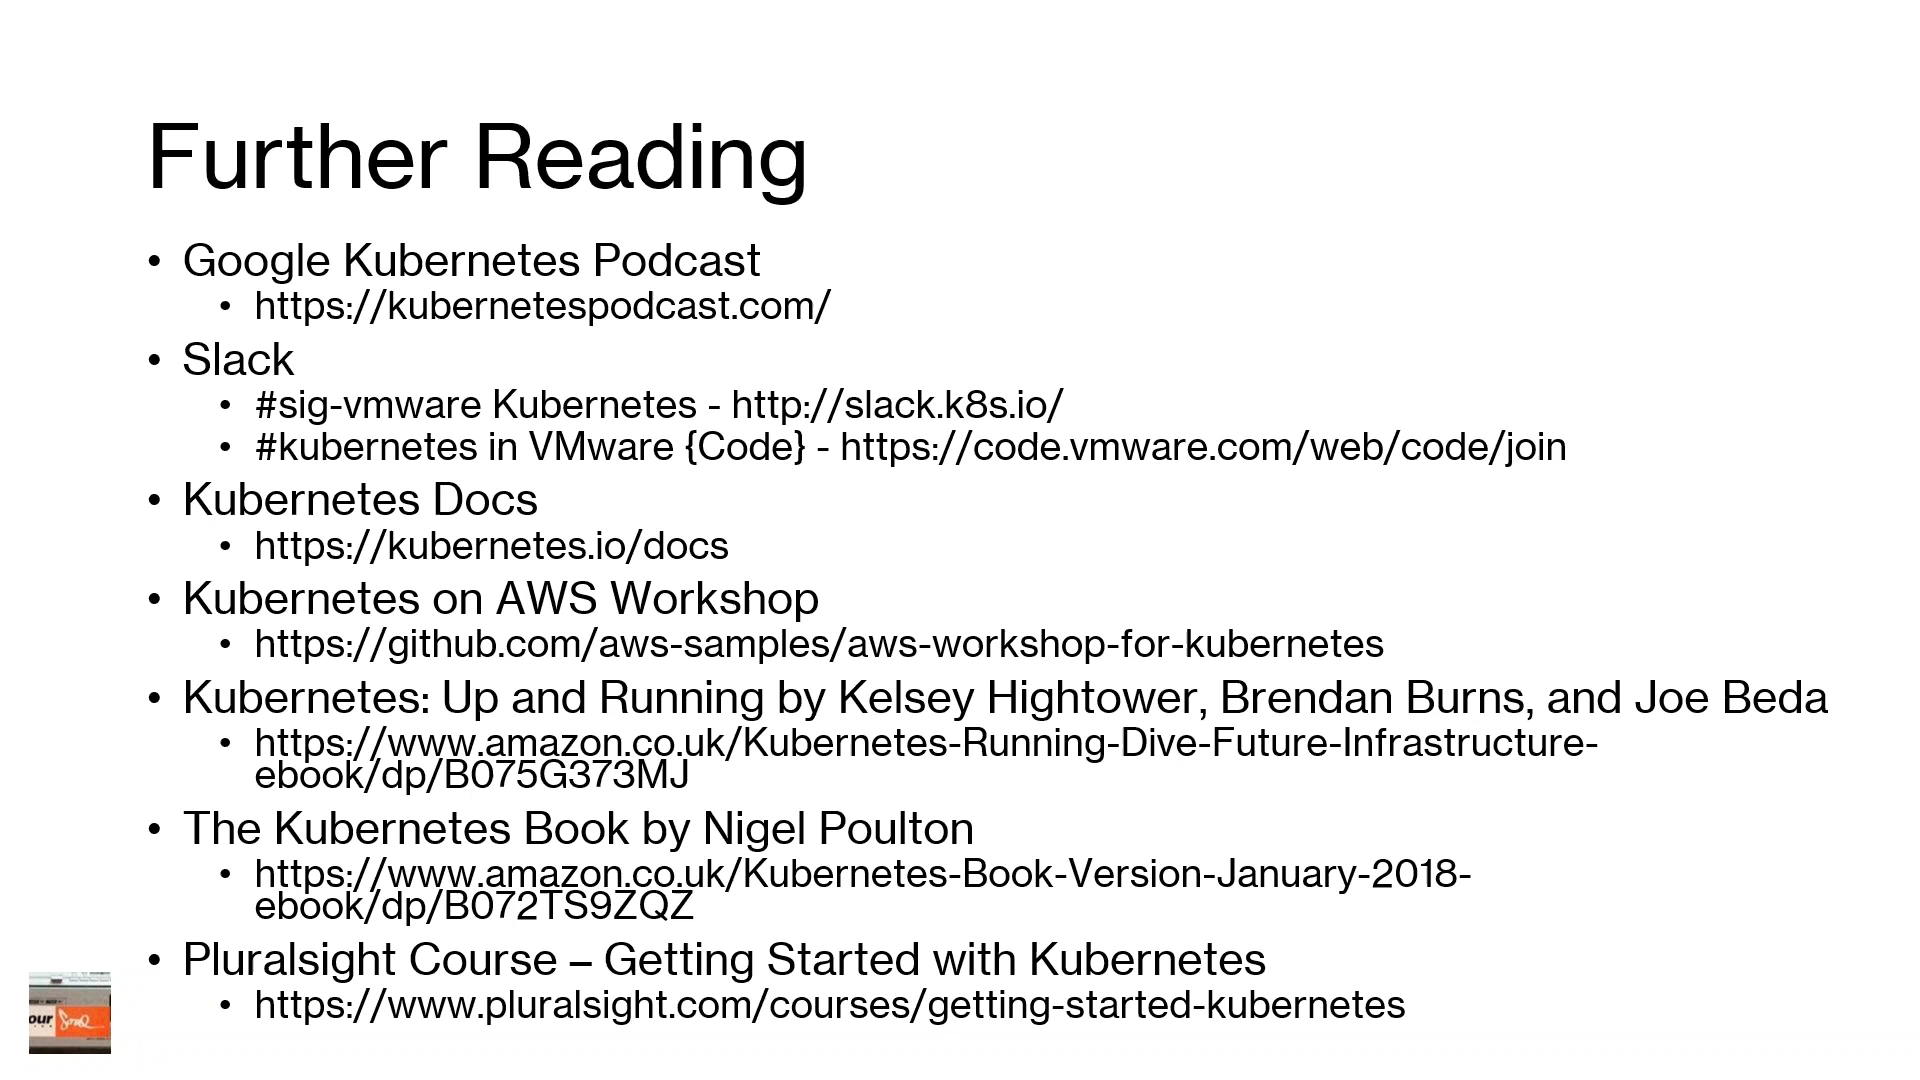 Further Reading
• Google Kubernetes Podcast
• https://kubernetespodcast.com/
• Slack
• #sig-vmware Kubernetes - http://slack.k8s.io/
• #kubernetes in VMware {Code} - https://code.vmware.com/web/code/join
• Kubernetes Docs
• https://kubernetes.io/docs
• Kubernetes on AWS Workshop
• https://github.com/aws-samples/aws-workshop-for-kubernetes
• Kubernetes: Up and Running by Kelsey Hightower, Brendan Burns, and Joe Beda
• https://www.amazon.co.uk/Kubernetes-Running-Dive-Future-Infrastructure-
ebook/dp/B075G373MJ
• The Kubernetes Book by Nigel Poulton
• https://www.amazon.co.uk/Kubernetes-Book-Version-January-2018-
ebook/dp/B072TS9ZQZ
• Pluralsight Course – Getting Started with Kubernetes
• https://www.pluralsight.com/courses/getting-started-kubernetes
our